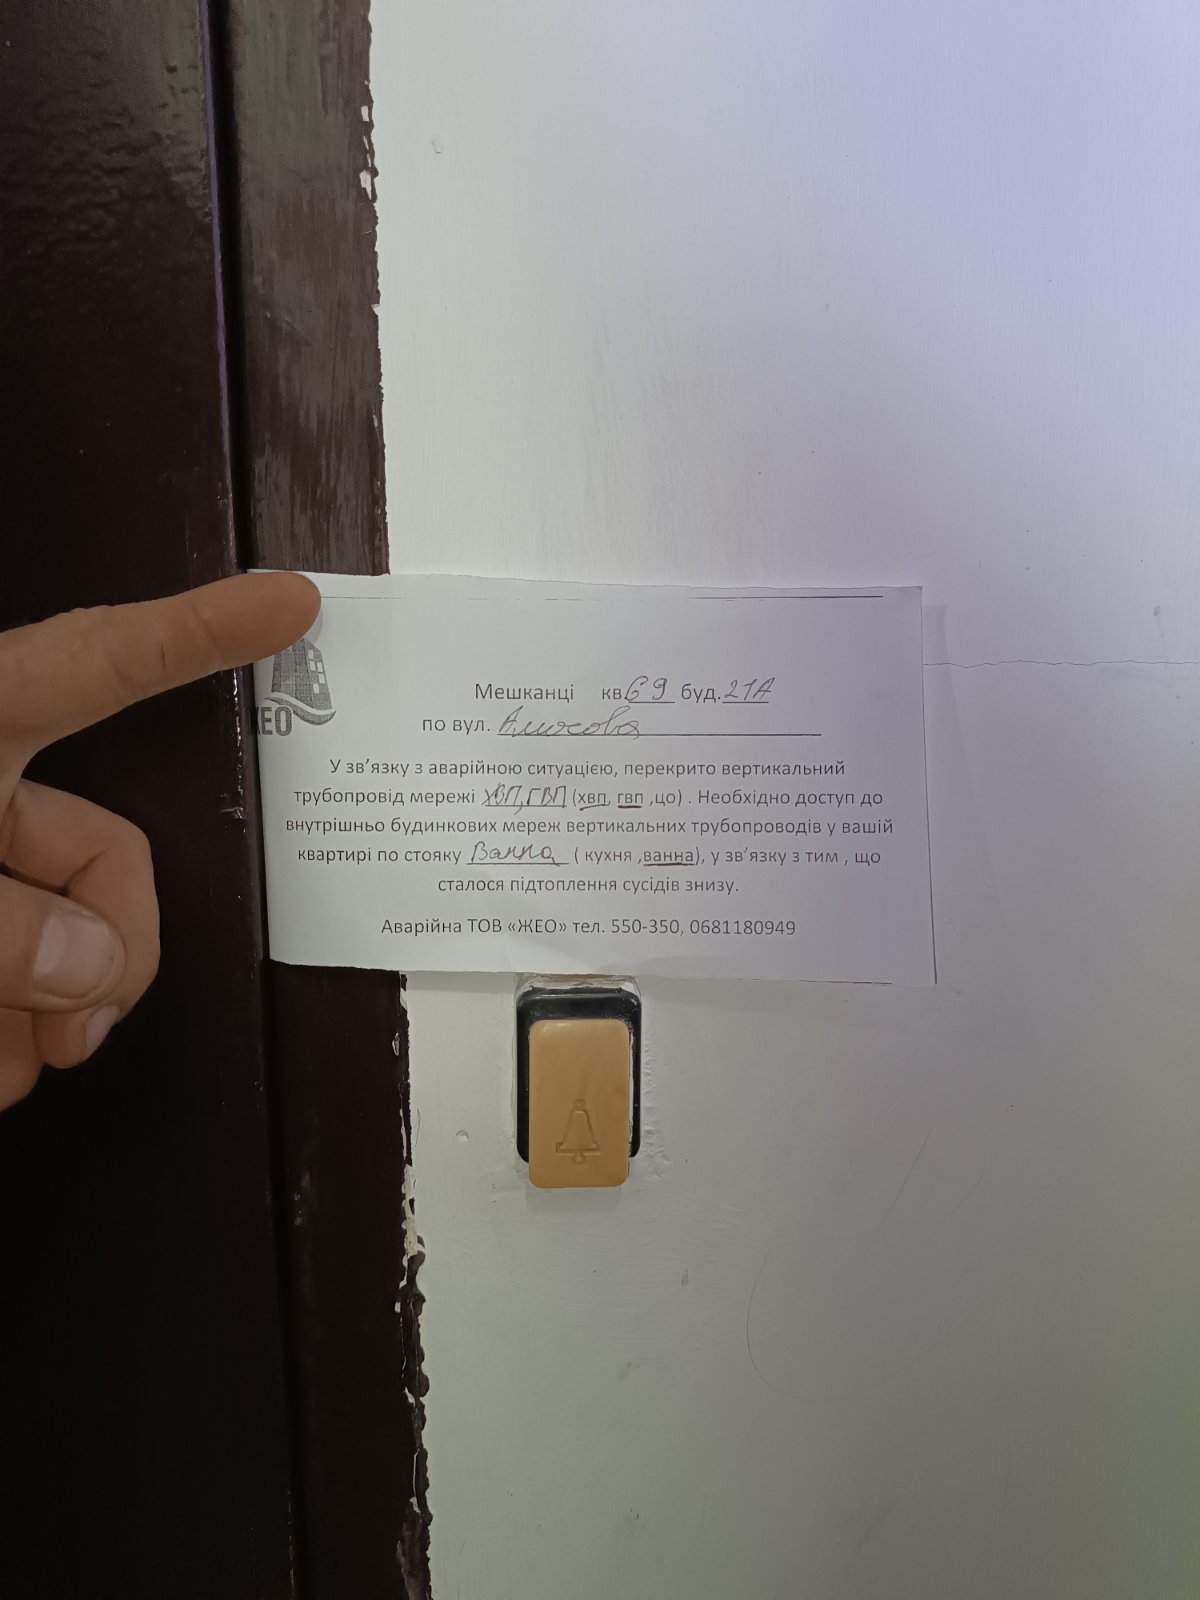 ЖЕО
Мешканці кв 69 буд. 21А
по вул. Амосова
У зв’язку з аварійною ситуацією, перекрито вертикальний
трубопровід мережі ХВП,ГВП (хвп, гвп ,цо) . Необхідно доступ до
внутрішньо будинкових мереж вертикальних трубопроводів у вашій
квартирі по стояку Ванна ( кухня ,ванна), у зв’язку з тим , що
сталося підтоплення сусідів знизу.
Аварійна ТОВ «ЖЕО» тел. 550-350, 0681180949